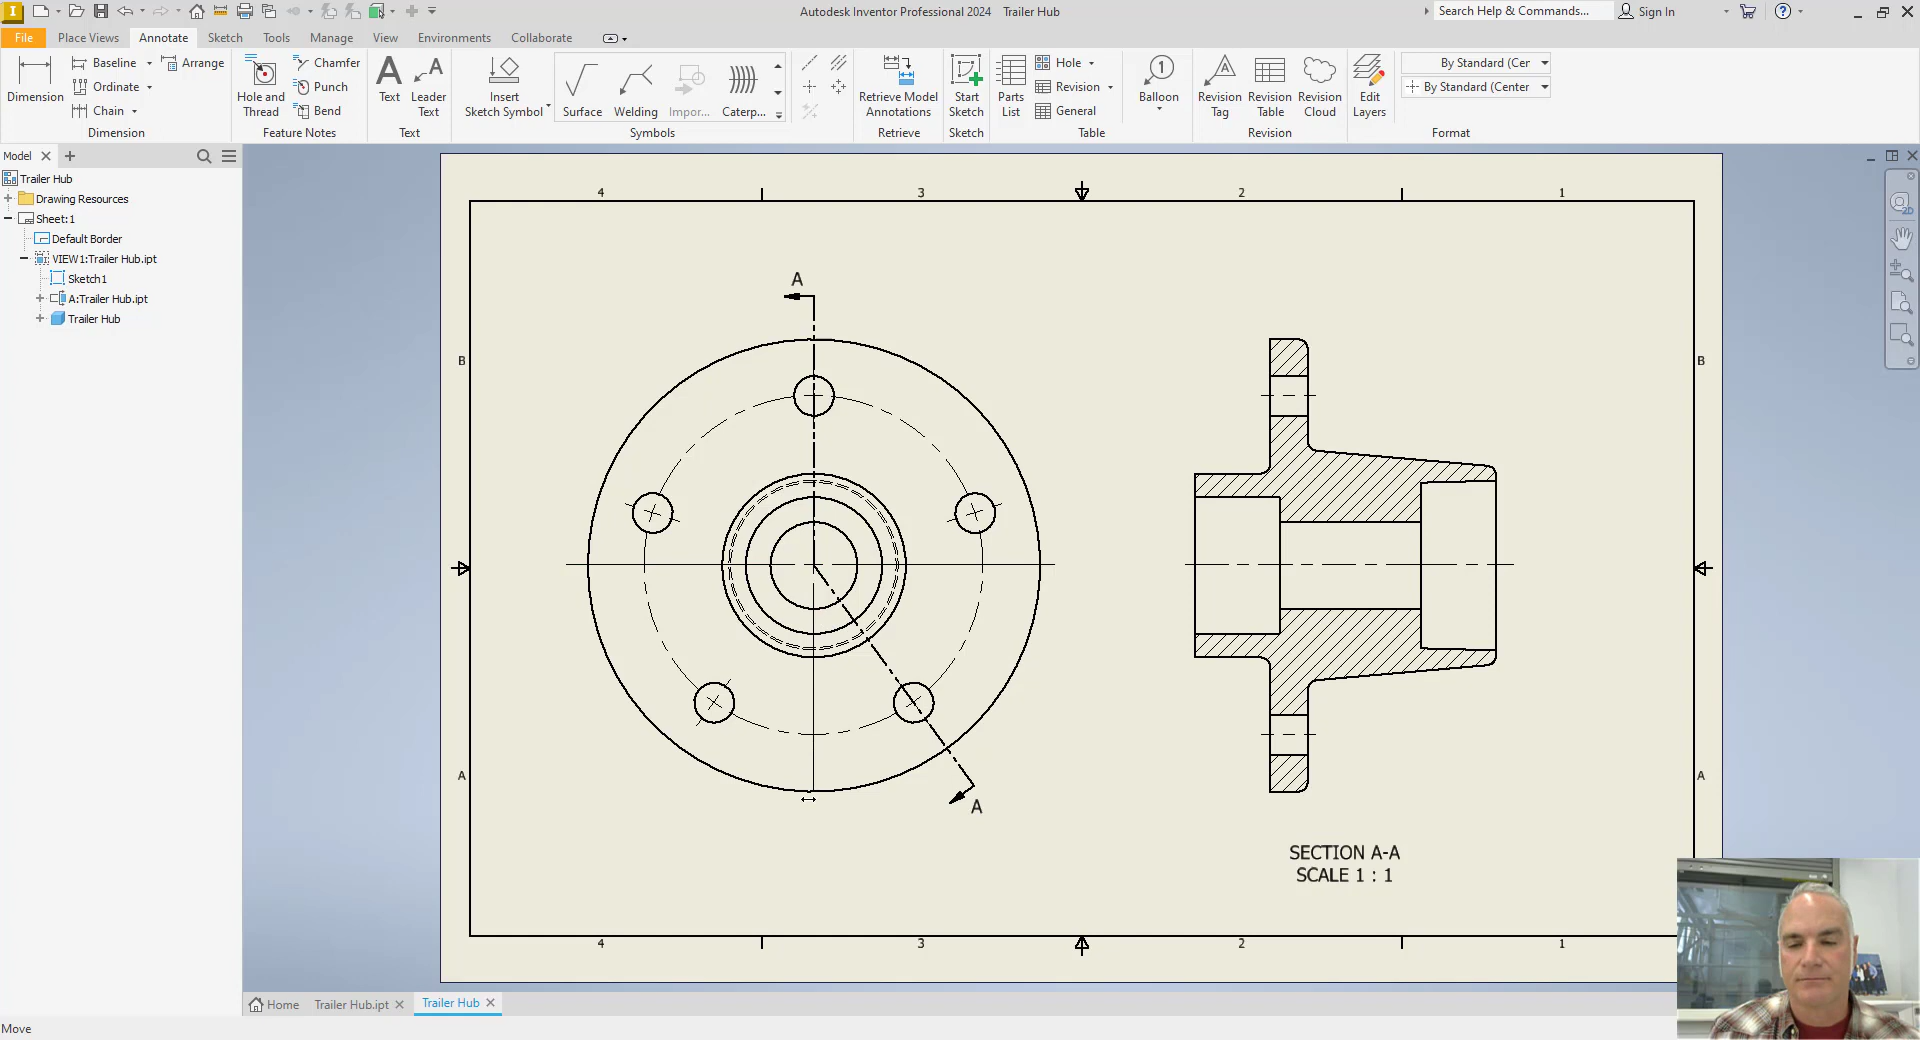 Autodesk Inventor Professional 2024 Trailer Hub
Search Help & Commands...
Sign In
File Place Views Annotate Sketch Tools Manage View Environments Collaborate
Dimension
Baseline
Ordinate
Chain
Arrange
Dimension
Hole and Thread
Chamfer
Punch
Bend
Feature Notes
Text
Leader Text
Text
Insert Sketch Symbol
Surface
Welding
Impor...
Caterp...
Symbols
Retrieve Model Annotations
Retrieve
Start Sketch
Sketch
Parts List
Hole
Revision
General
Table
1
Balloon
Revision Tag
Revision Table
Revision Cloud
Revision
Edit Layers
By Standard (Cer
By Standard (Center
Format
Model
Trailer Hub
Drawing Resources
Sheet:1
Default Border
VIEW1:Trailer Hub.ipt
Sketch1
A:Trailer Hub.ipt
Trailer Hub
2D
4 3 2 1
B B
A A
A
A
SECTION A-A
SCALE 1 : 1
4 3 2 1
Home Trailer Hub.ipt Trailer Hub
Move